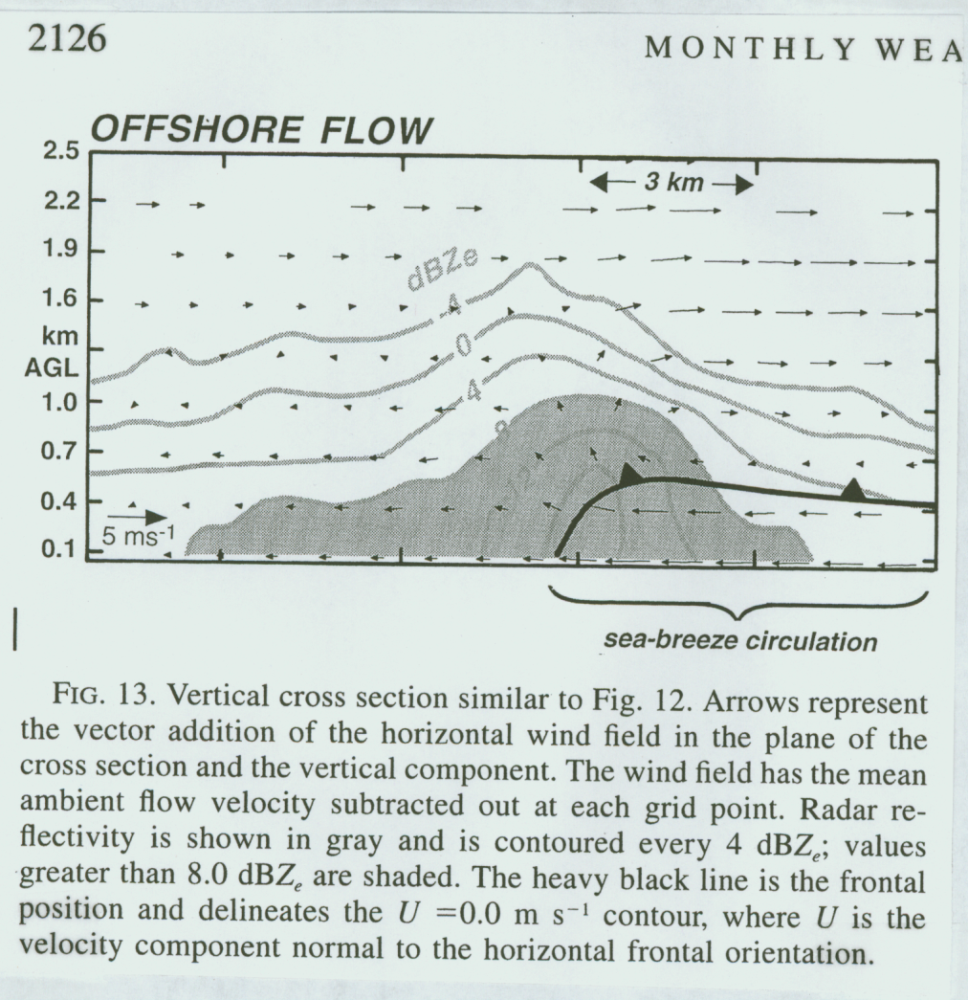 2126
MONTHLY WEA
OFFSHORE FLOW
2.5
3 km
2.2
1.9
dBZe
1.6
-4
km
0
AGL
4
1.0
8
0.7
12
0.4
5 ms-1
0.1
sea-breeze circulation
FIG. 13. Vertical cross section similar to Fig. 12. Arrows represent
the vector addition of the horizontal wind field in the plane of the
cross section and the vertical component. The wind field has the mean
ambient flow velocity subtracted out at each grid point. Radar re-
flectivity is shown in gray and is contoured every 4 dBZe; values
greater than 8.0 dBZe are shaded. The heavy black line is the frontal
position and delineates the U =0.0 m s−1 contour, where U is the
velocity component normal to the horizontal frontal orientation.